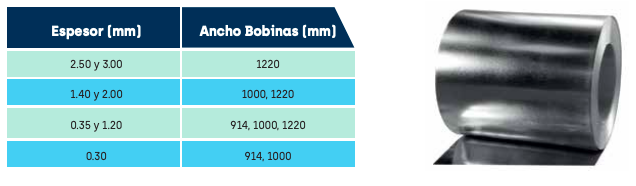 Espesor (mm) Ancho Bobinas (mm)
2.50 y 3.00 1220
1.40 y 2.00 1000, 1220
0.35 y 1.20 914, 1000, 1220
0.30 914, 1000